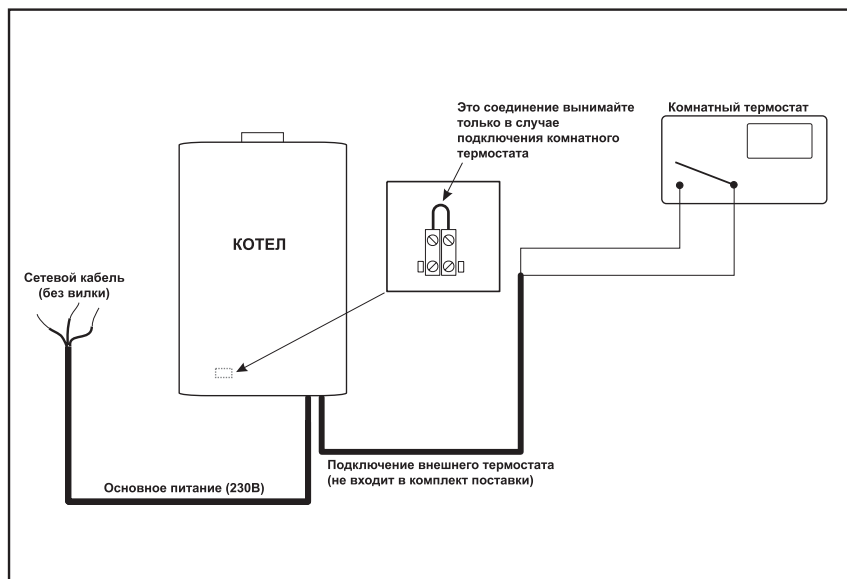 Это соединение вынимайте
только в случае
подключения комнатного
термостата
Комнатный термостат
КОТЕЛ
Сетевой кабель
(без вилки)
Подключение внешнего термостата
(не входит в комплект поставки)
Основное питание (230В)